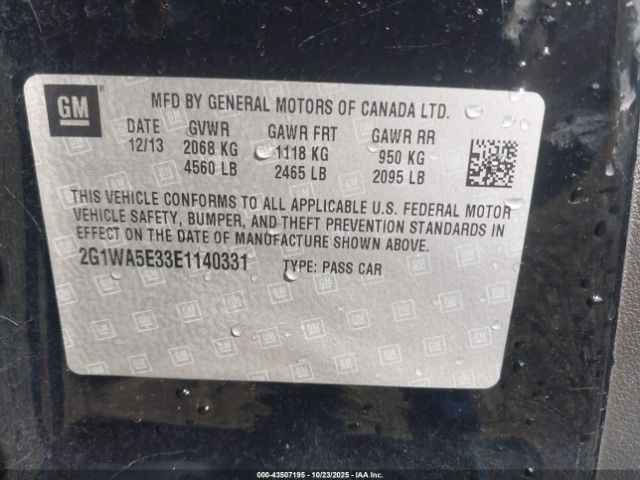 GM
MFD BY GENERAL MOTORS OF CANADA LTD.
DATE GVWR GAWR FRT GAWR RR
12/13 2068 KG 1118 KG 950 KG
4560 LB 2465 LB 2095 LB
THIS VEHICLE CONFORMS TO ALL APPLICABLE U.S. FEDERAL MOTOR
VEHICLE SAFETY, BUMPER, AND THEFT PREVENTION STANDARDS IN
EFFECT ON THE DATE OF MANUFACTURE SHOWN ABOVE.
2G1WA5E33E1140331 TYPE: PASS CAR
© -43507195 - 10/23/2025 - IAA Inc.